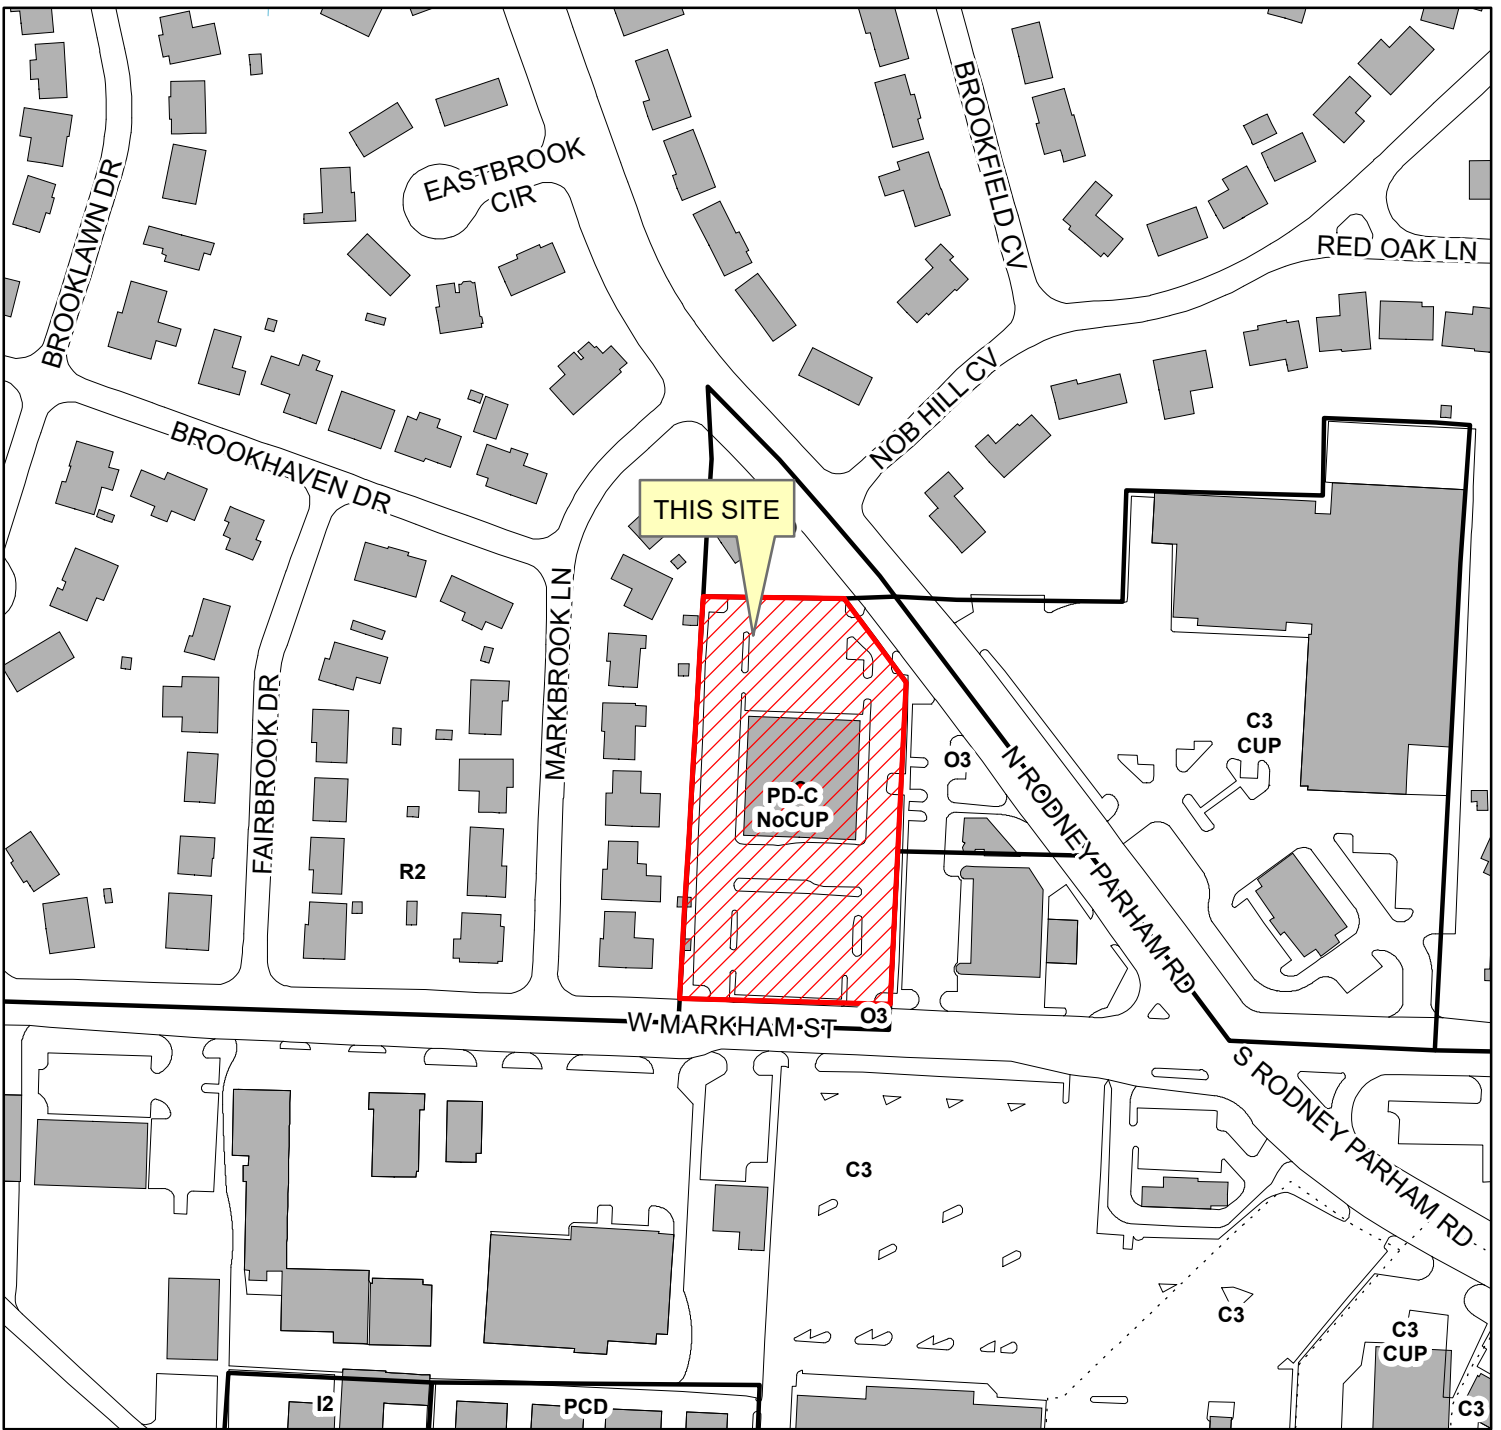 BROOKFIELD CV
EASTBROOK
CIR
BROOKLAWN DR
RED OAK LN
NOB HILL CV
BROOKHAVEN DR
THIS SITE
MARKBROOK LN
FAIRBROOK DR
C3
CUP
O3
PD-C
NoCUP
N RODNEY PARHAM RD
R2
O3
W MARKHAM ST
S RODNEY PARHAM RD
C3
C3
C3
CUP
I2
PCD
C3